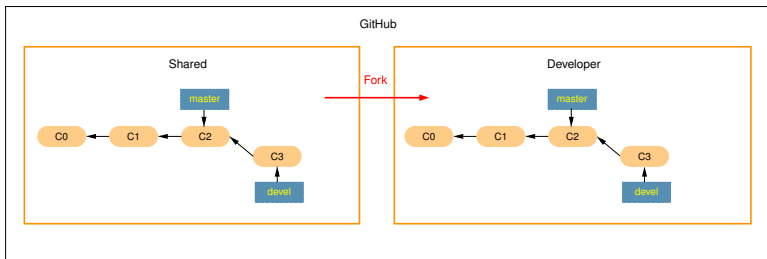 GitHub
Shared
Fork
Developer
master
master
C0
C1
C2
C0
C1
C2
C3
C3
devel
devel